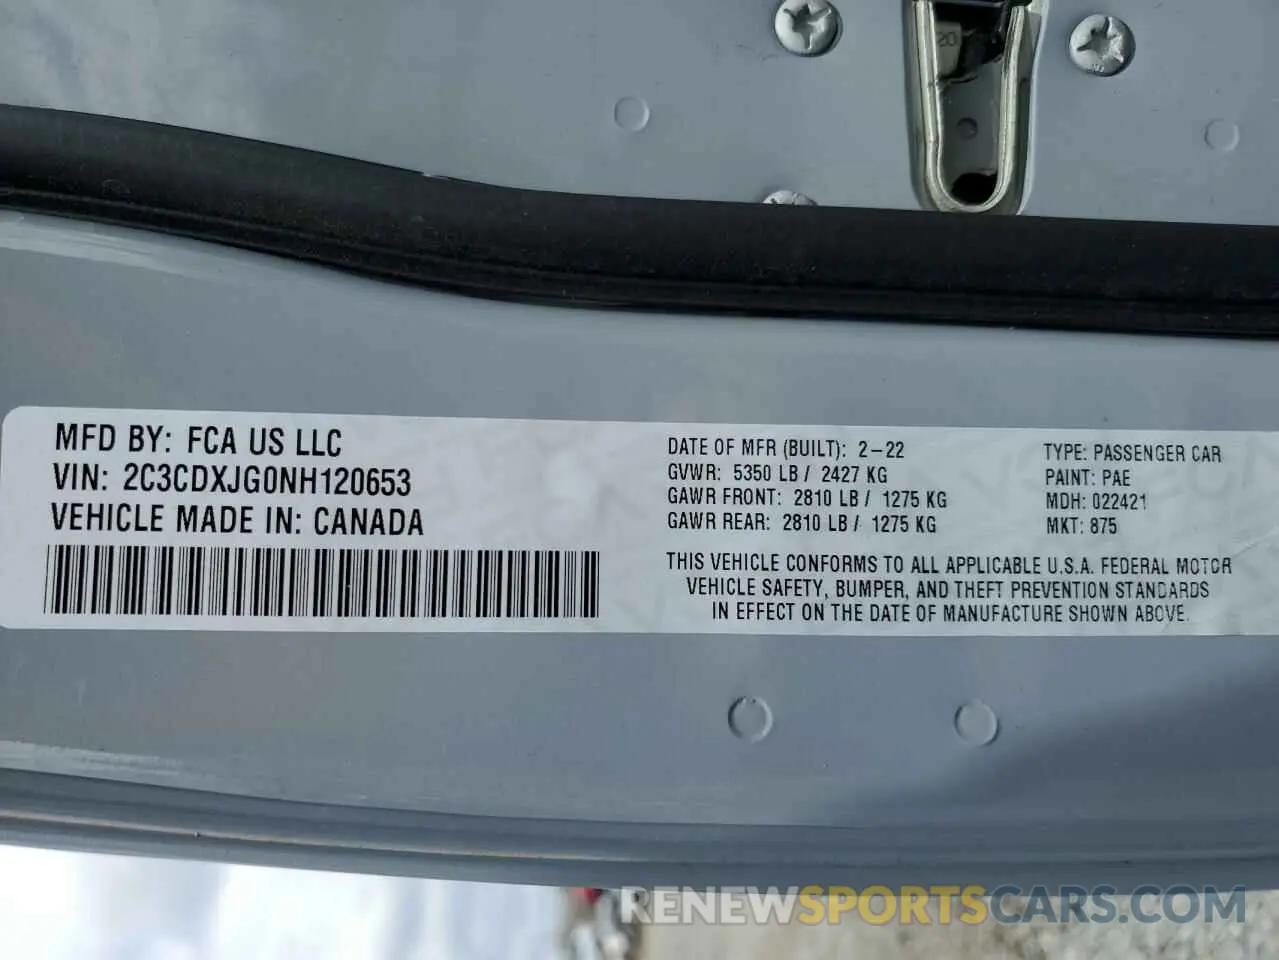 20
MFD BY: FCA US LLC
VIN: 2C3CDXJG0NH120653
VEHICLE MADE IN: CANADA
DATE OF MFR (BUILT): 2-22
GVWR: 5350 LB / 2427 KG
GAWR FRONT: 2810 LB / 1275 KG
GAWR REAR: 2810 LB / 1275 KG
TYPE: PASSENGER CAR
PAINT: PAE
MDH: 022421
MKT: 875
THIS VEHICLE CONFORMS TO ALL APPLICABLE U.S.A. FEDERAL MOTOR
VEHICLE SAFETY, BUMPER, AND THEFT PREVENTION STANDARDS
IN EFFECT ON THE DATE OF MANUFACTURE SHOWN ABOVE.
RENEWSPORTSCARS.COM